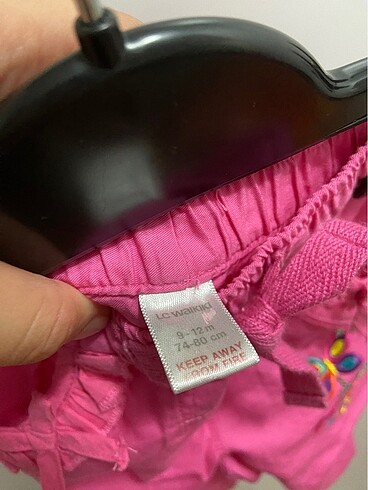 LC Waikiki
9-12 m
74-80 cm
KEEP AWAY
FROM FIRE